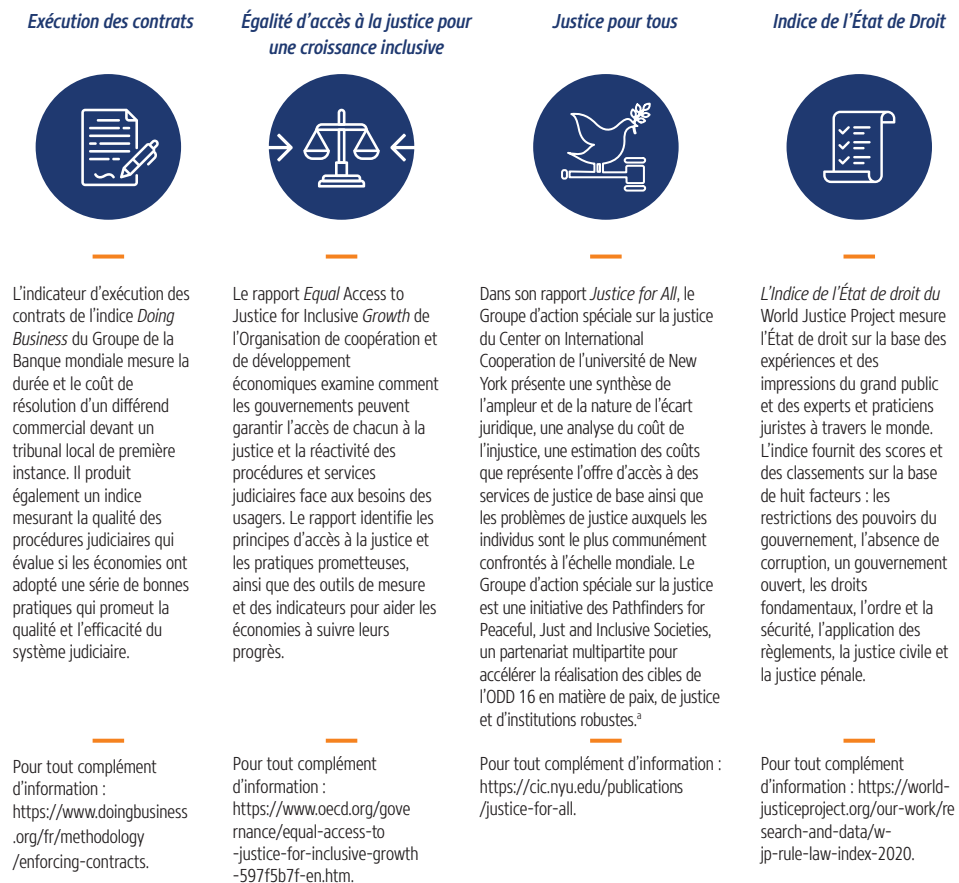 Exécution des contrats
L'indicateur d'exécution des
contrats de l'indice Doing
Business du Groupe de la
Banque mondiale mesure la
durée et le coût de
résolution d'un différend
commercial devant un
tribunal local de première
instance. Il produit
également un indice
mesurant la qualité des
procédures judiciaires qui
évalue si les économies ont
adopté une série de bonnes
pratiques qui promeut la
qualité et l'efficacité du
système judiciaire.
Pour tout complément
d'information :
https://www.doingbusiness
.org/fr/methodology
/enforcing-contracts.
Égalité d'accès à la justice pour
une croissance inclusive
Le rapport Equal Access to
Justice for Inclusive Growth de
l'Organisation de coopération et
de développement
économiques examine comment
les gouvernements peuvent
garantir l'accès de chacun à la
justice et la réactivité des
procédures et services
judiciaires face aux besoins des
usagers. Le rapport identifie les
principes d'accès à la justice et
les pratiques prometteuses,
ainsi que des outils de mesure
et des indicateurs pour aider les
économies à suivre leurs
progrès.
Pour tout complément
d'information :
https://www.oecd.org/gove
rnance/equal-access-to
-justice-for-inclusive-growth
-597f5b7f-en.htm.
Justice pour tous
Dans son rapport Justice for All, le
Groupe d'action spéciale sur la justice
du Center on International
Cooperation de l'université de New
York présente une synthèse de
l'ampleur et de la nature de l'écart
juridique, une analyse du coût de
l'injustice, une estimation des coûts
que représente l'offre d'accès à des
services de justice de base ainsi que
les problèmes de justice auxquels les
individus sont le plus communément
confrontés à l'échelle mondiale. Le
Groupe d'action spéciale sur la justice
est une initiative des Pathfinders for
Peaceful, Just and Inclusive Societies,
un partenariat multipartite pour
accélérer la réalisation des cibles de
l'ODD 16 en matière de paix, de justice
et d'institutions robustes.ᵃ
Pour tout complément d'information :
https://cic.nyu.edu/publications
/justice-for-all.
Indice de l'État de Droit
L'Indice de l'État de droit du
World Justice Project mesure
l'État de droit sur la base des
expériences et des
impressions du grand public
et des experts et praticiens
juristes à travers le monde.
L'indice fournit des scores et
des classements sur la base
de huit facteurs : les
restrictions des pouvoirs du
gouvernement, l'absence de
corruption, un gouvernement
ouvert, les droits
fondamentaux, l'ordre et la
sécurité, l'application des
règlements, la justice civile et
la justice pénale.
Pour tout complément
d'information : https://world-
justiceproject.org/our-work/re
search-and-data/w-
jp-rule-law-index-2020.